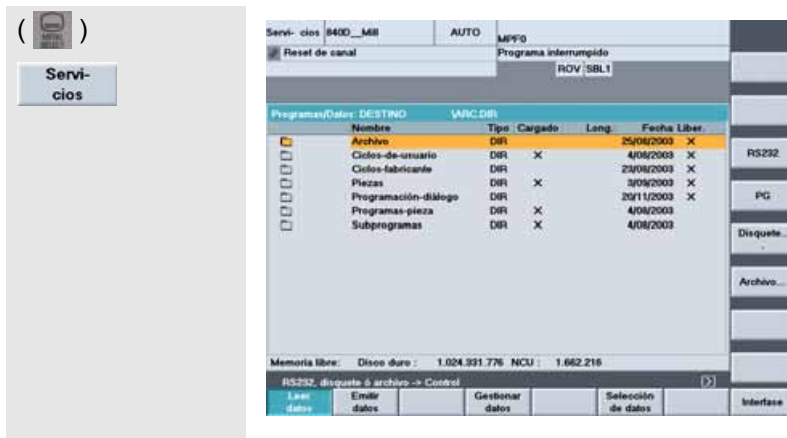 ( MENU SELECT )
Servi-
cios
Servi- cios 840D__Mill AUTO MPF0
Reset de canal Programa interrumpido
ROV SBL1
Programas/Datos: DESTINO \ARC.DIR
Nombre Tipo Cargado Long. Fecha Liber.
Archivo DIR 25/08/2003 X
Ciclos-de-usuario DIR X 4/08/2003 X
Ciclos-fabricante DIR 23/08/2003 X
Piezas DIR X 3/09/2003 X
Programación-diálogo DIR 20/11/2003 X
Programas-pieza DIR X 4/08/2003
Subprogramas DIR X 4/08/2003
Memoria libre: Disco duro : 1.024.331.776 NCU : 1.662.216
RS232, disquete ó archivo -> Control
Leer
datos
Emitir
datos
Gestionar
datos
Selección
de datos
RS232
PG
Disquete..
.
Archivo...
Interfase